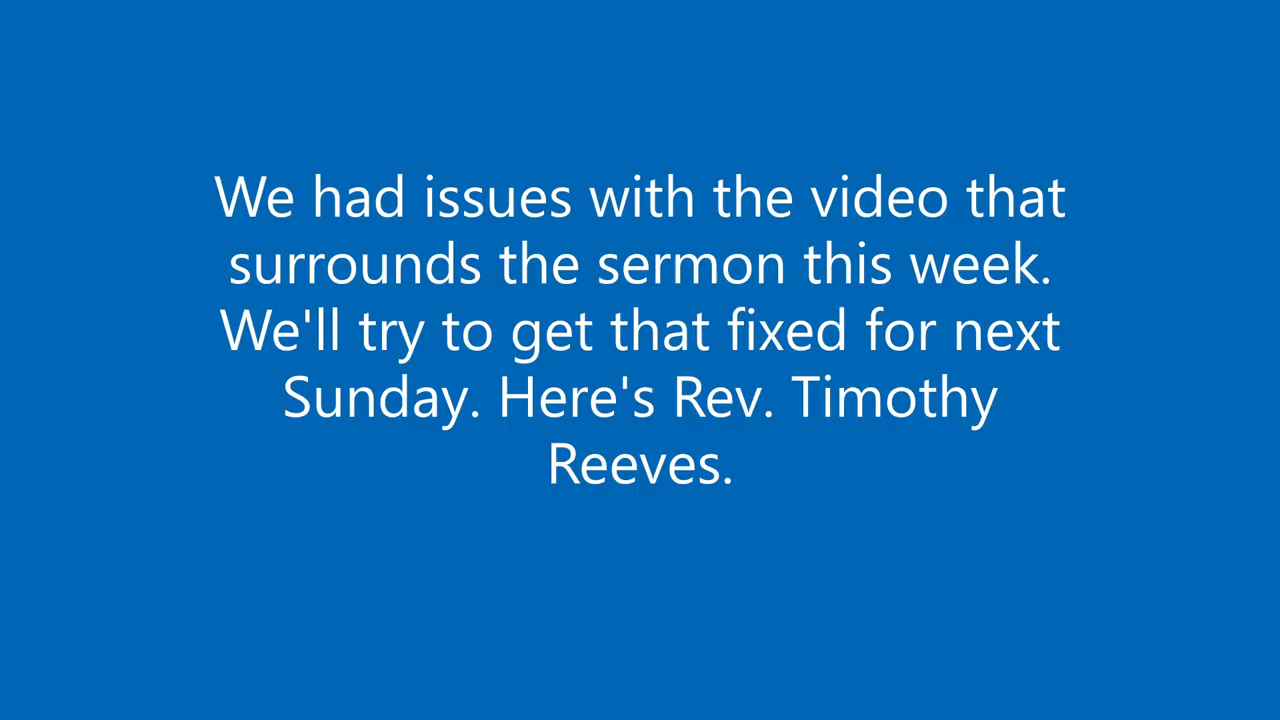 We had issues with the video that
surrounds the sermon this week.
We'll try to get that fixed for next
Sunday. Here's Rev. Timothy
Reeves.